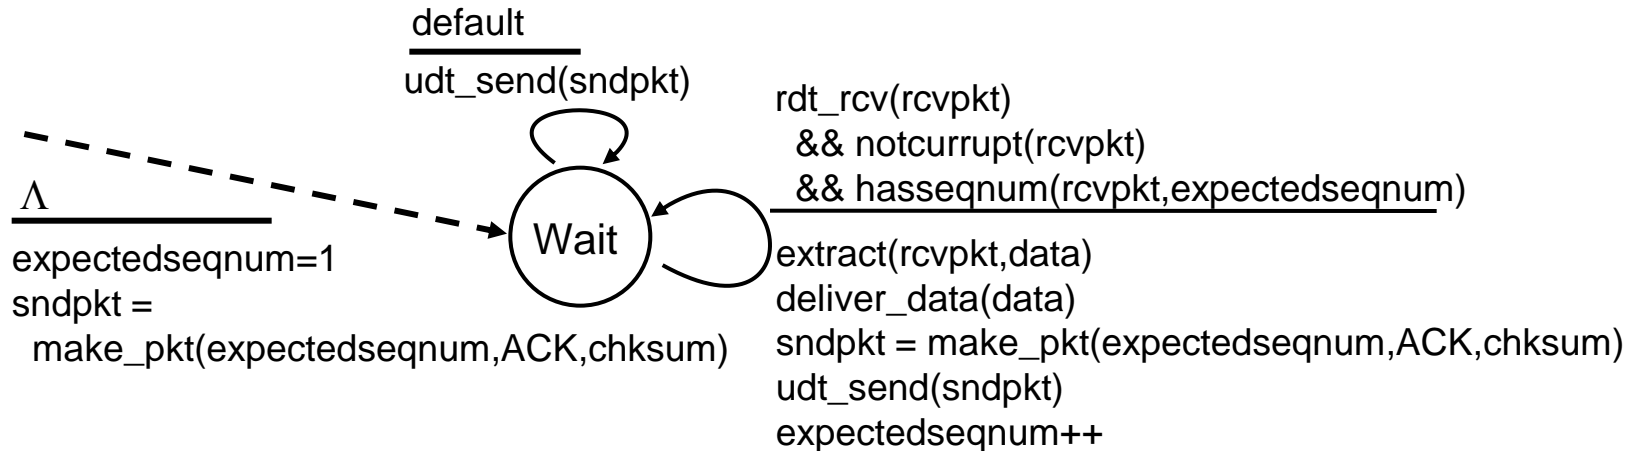 default
udt_send(sndpkt)
Λ
expectedseqnum=1
sndpkt =
make_pkt(expectedseqnum,ACK,chksum)
Wait
rdt_rcv(rcvpkt)
&& notcurrupt(rcvpkt)
&& hasseqnum(rcvpkt,expectedseqnum)
extract(rcvpkt,data)
deliver_data(data)
sndpkt = make_pkt(expectedseqnum,ACK,chksum)
udt_send(sndpkt)
expectedseqnum++